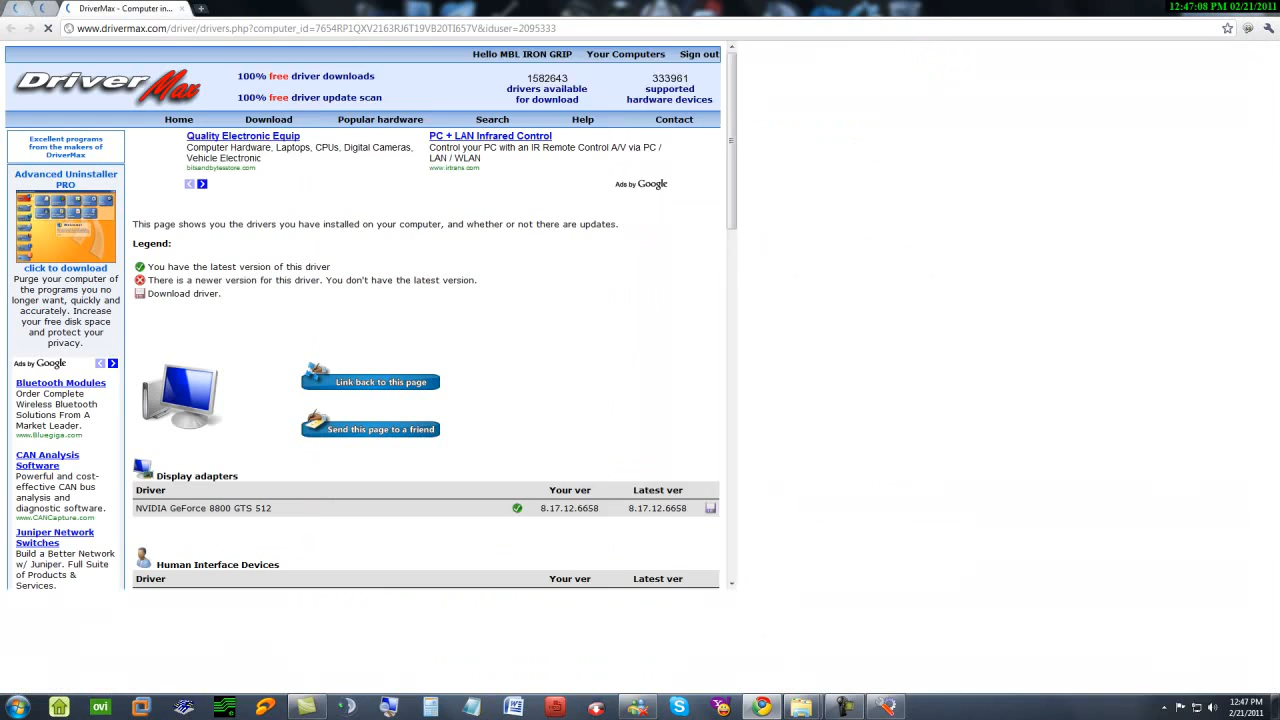 12:47:08 PM 02/21/2011
DriverMax - Computer in...
www.drivermax.com/driver/drivers.php?computer_id=7654RP1QXV2163RJ6T19VB20TI657V&iduser=2095333
Hello MBL IRON GRIP Your Computers Sign out
DriverMax
100% free driver downloads
100% free driver update scan
1582643
drivers available
for download
333961
supported
hardware devices
Home Download Popular hardware Search Help Contact
Excellent programs
from the makers of
DriverMax
Advanced Uninstaller
PRO
click to download
Purge your computer of
the programs you no
longer want, quickly and
accurately. Increase
your free disk space
and protect your
privacy.
Ads by Google
Bluetooth Modules
Order Complete
Wireless Bluetooth
Solutions From A
Market Leader.
www.Bluegiga.com
CAN Analysis
Software
Powerful and cost-
effective CAN bus
analysis and
diagnostic software.
www.CANCapture.com
Juniper Network
Switches
Build a Better Network
w/ Juniper. Full Suite
of Products &
Services.
Quality Electronic Equip
Computer Hardware, Laptops, CPUs, Digital Cameras,
Vehicle Electronic
bitsandbytesstore.com
PC + LAN Infrared Control
Control your PC with an IR Remote Control A/V via PC /
LAN / WLAN
www.irtrans.com
Ads by Google
This page shows you the drivers you have installed on your computer, and whether or not there are updates.
Legend:
You have the latest version of this driver
There is a newer version for this driver. You don't have the latest version.
Download driver.
Link back to this page
Send this page to a friend
Display adapters
Driver Your ver Latest ver
NVIDIA GeForce 8800 GTS 512 8.17.12.6658 8.17.12.6658
Human Interface Devices
Driver Your ver Latest ver
ovi
12:47 PM
2/21/2011